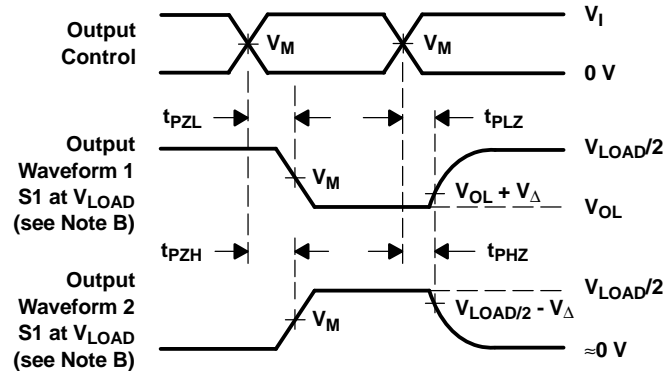 Output
Control
V_M
V_M
V_I
0 V
t_PZL
t_PLZ
Output
Waveform 1
S1 at V_LOAD
(see Note B)
V_M
V_OL + V_Δ
V_LOAD/2
V_OL
t_PZH
t_PHZ
Output
Waveform 2
S1 at V_LOAD
(see Note B)
V_M
V_LOAD/2 - V_Δ
V_LOAD/2
≈0 V